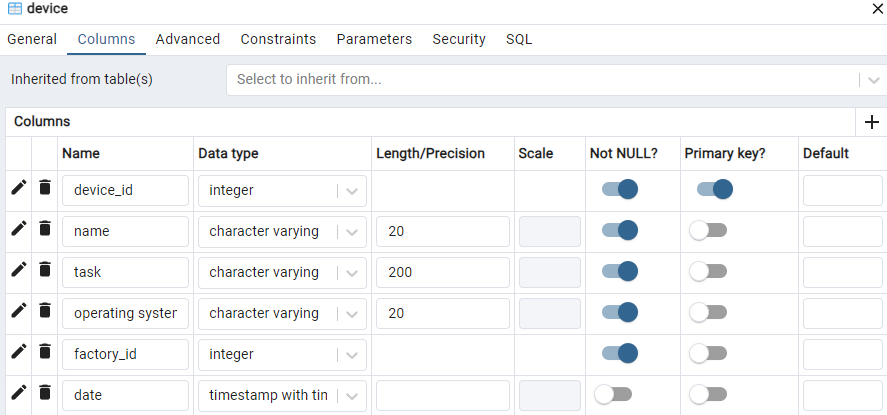 device
General Columns Advanced Constraints Parameters Security SQL
Inherited from table(s) Select to inherit from...
Columns
Name Data type Length/Precision Scale Not NULL? Primary key? Default
device_id integer
name character varying 20
task character varying 200
operating system character varying 20
factory_id integer
date timestamp with tin